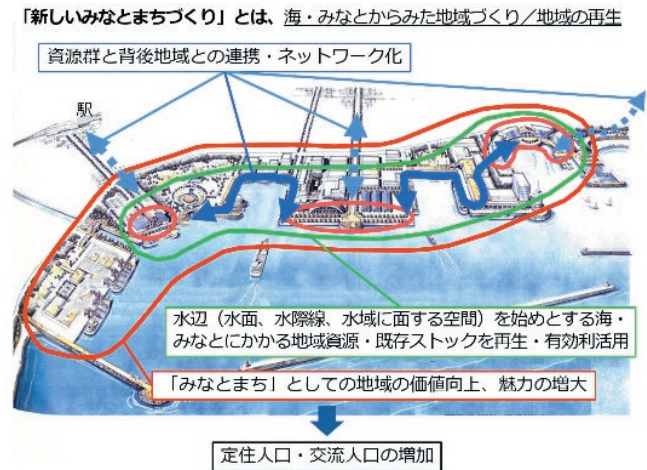 「新しいみなとまちづくり」とは、海・みなとからみた地域づくり／地域の再生
資源群と背後地域との連携・ネットワーク化
駅
水辺（水面、水際線、水域に面する空間）を始めとする海・
みなとにかかる地域資源・既存ストックを再生・有効利活用
「みなとまち」としての地域の価値向上、魅力の増大
定住人口・交流人口の増加